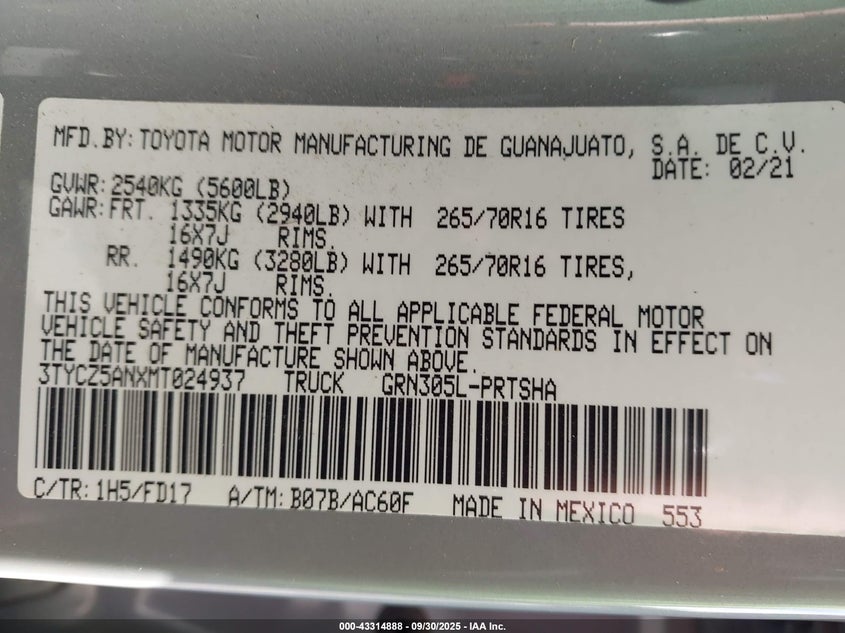 MFD.BY: TOYOTA MOTOR MANUFACTURING DE GUANAJUATO, S.A. DE C.V.
DATE: 02/21
GVWR: 2540KG (5600LB)
GAWR: FRT. 1335KG (2940LB) WITH 265/70R16 TIRES
16X7J RIMS.
RR. 1490KG (3280LB) WITH 265/70R16 TIRES,
16X7J RIMS.
THIS VEHICLE CONFORMS TO ALL APPLICABLE FEDERAL MOTOR
VEHICLE SAFETY AND THEFT PREVENTION STANDARDS IN EFFECT ON
THE DATE OF MANUFACTURE SHOWN ABOVE.
3TYCZ5ANXMT024937 TRUCK GRN305L-PRTSHA
C/TR: 1H5/FD17 A/TM: B07B/AC60F MADE IN MEXICO 553
000-43314888 - 09/30/2025 - IAA Inc.